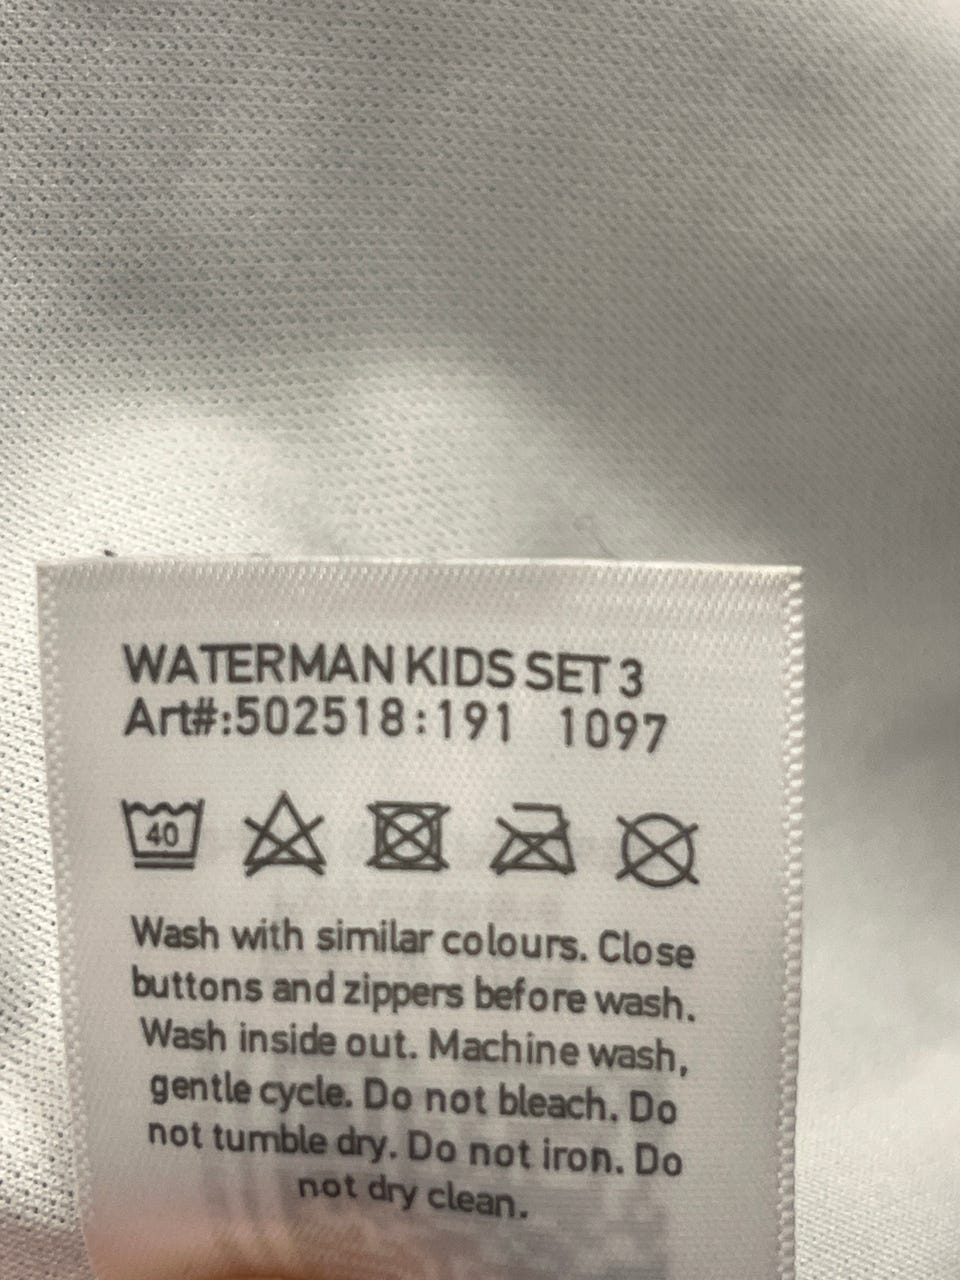 WATERMAN KIDS SET 3
Art#:502518:191 1097
40
Wash with similar colours. Close
buttons and zippers before wash.
Wash inside out. Machine wash,
gentle cycle. Do not bleach. Do
not tumble dry. Do not iron. Do
not dry clean.